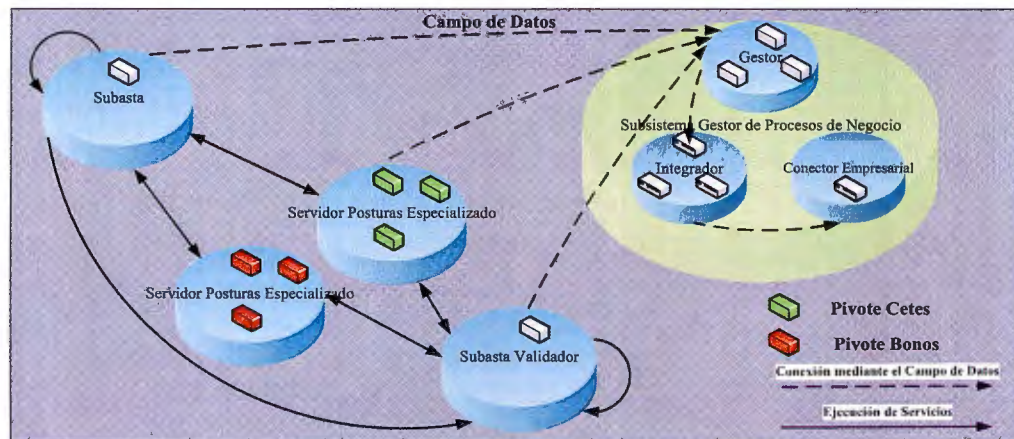 Campo de Datos
Gestor
Subasta
Subsistema Gestor de Procesos de Negocio
Integrador
Conector Empresarial
Servidor Posturas Especializado
Servidor Posturas Especializado
Pivote Cetes
Pivote Bonos
Subasta Validador
Conexión mediante el Campo de Datos
Ejecución de Servicios